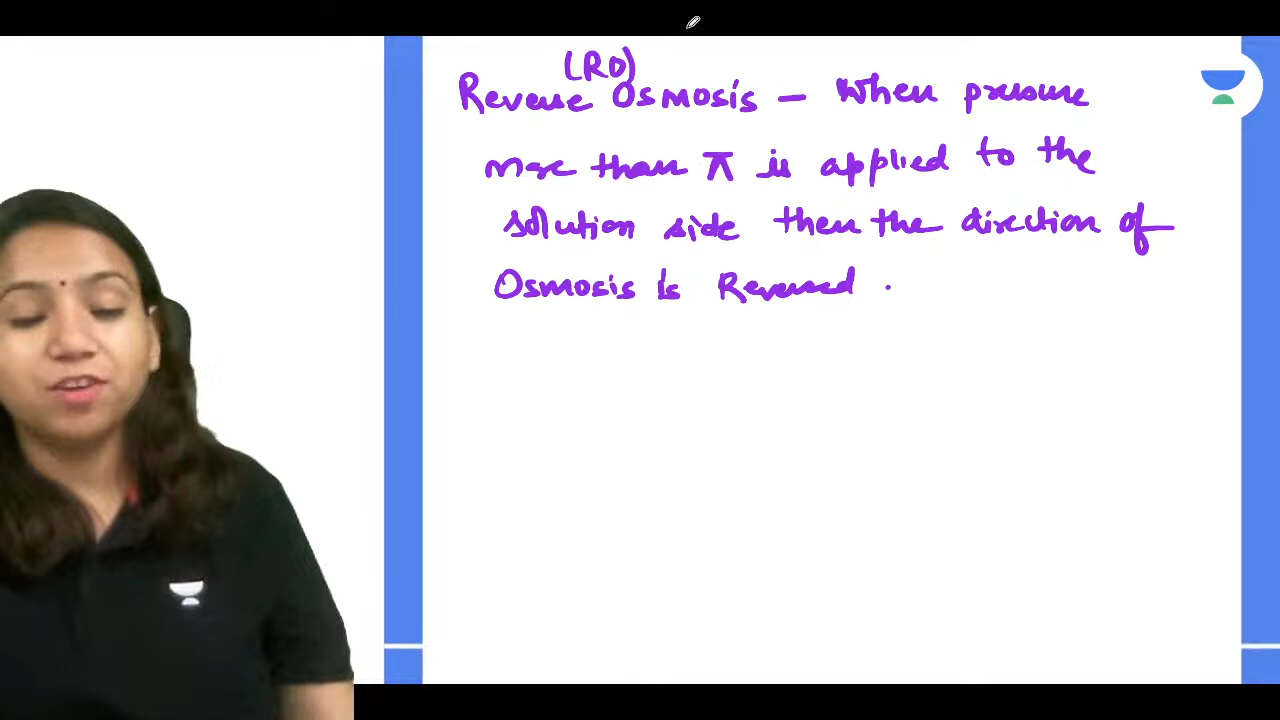 (RO)
Reverse Osmosis - When pressure
more than π is applied to the
solution side then the direction of
Osmosis is Reversed .